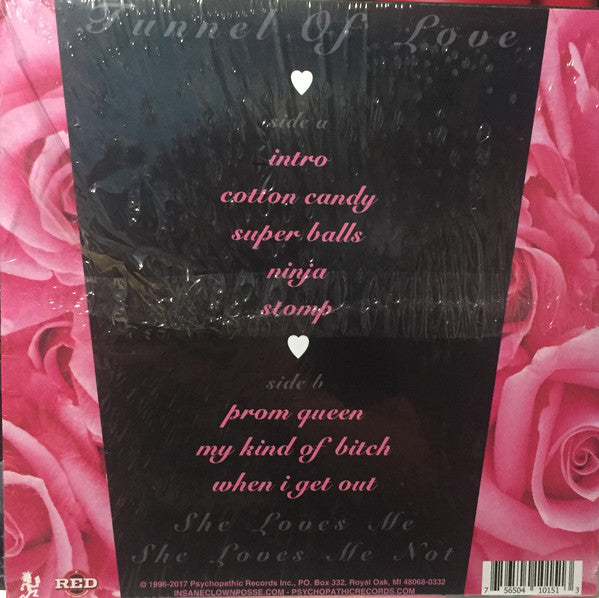 Tunnel Of Love
side a
intro
cotton candy
super balls
ninja
stomp
side b
prom queen
my kind of bitch
when i get out
She Loves Me
She Loves Me Not
RED
© 1996-2017 Psychopathic Records Inc., PO. Box 332, Royal Oak, MI 48068-0332
INSANECLOWNPOSSE.COM - PSYCHOPATHICRECORDS.COM
7 56504 10151 3